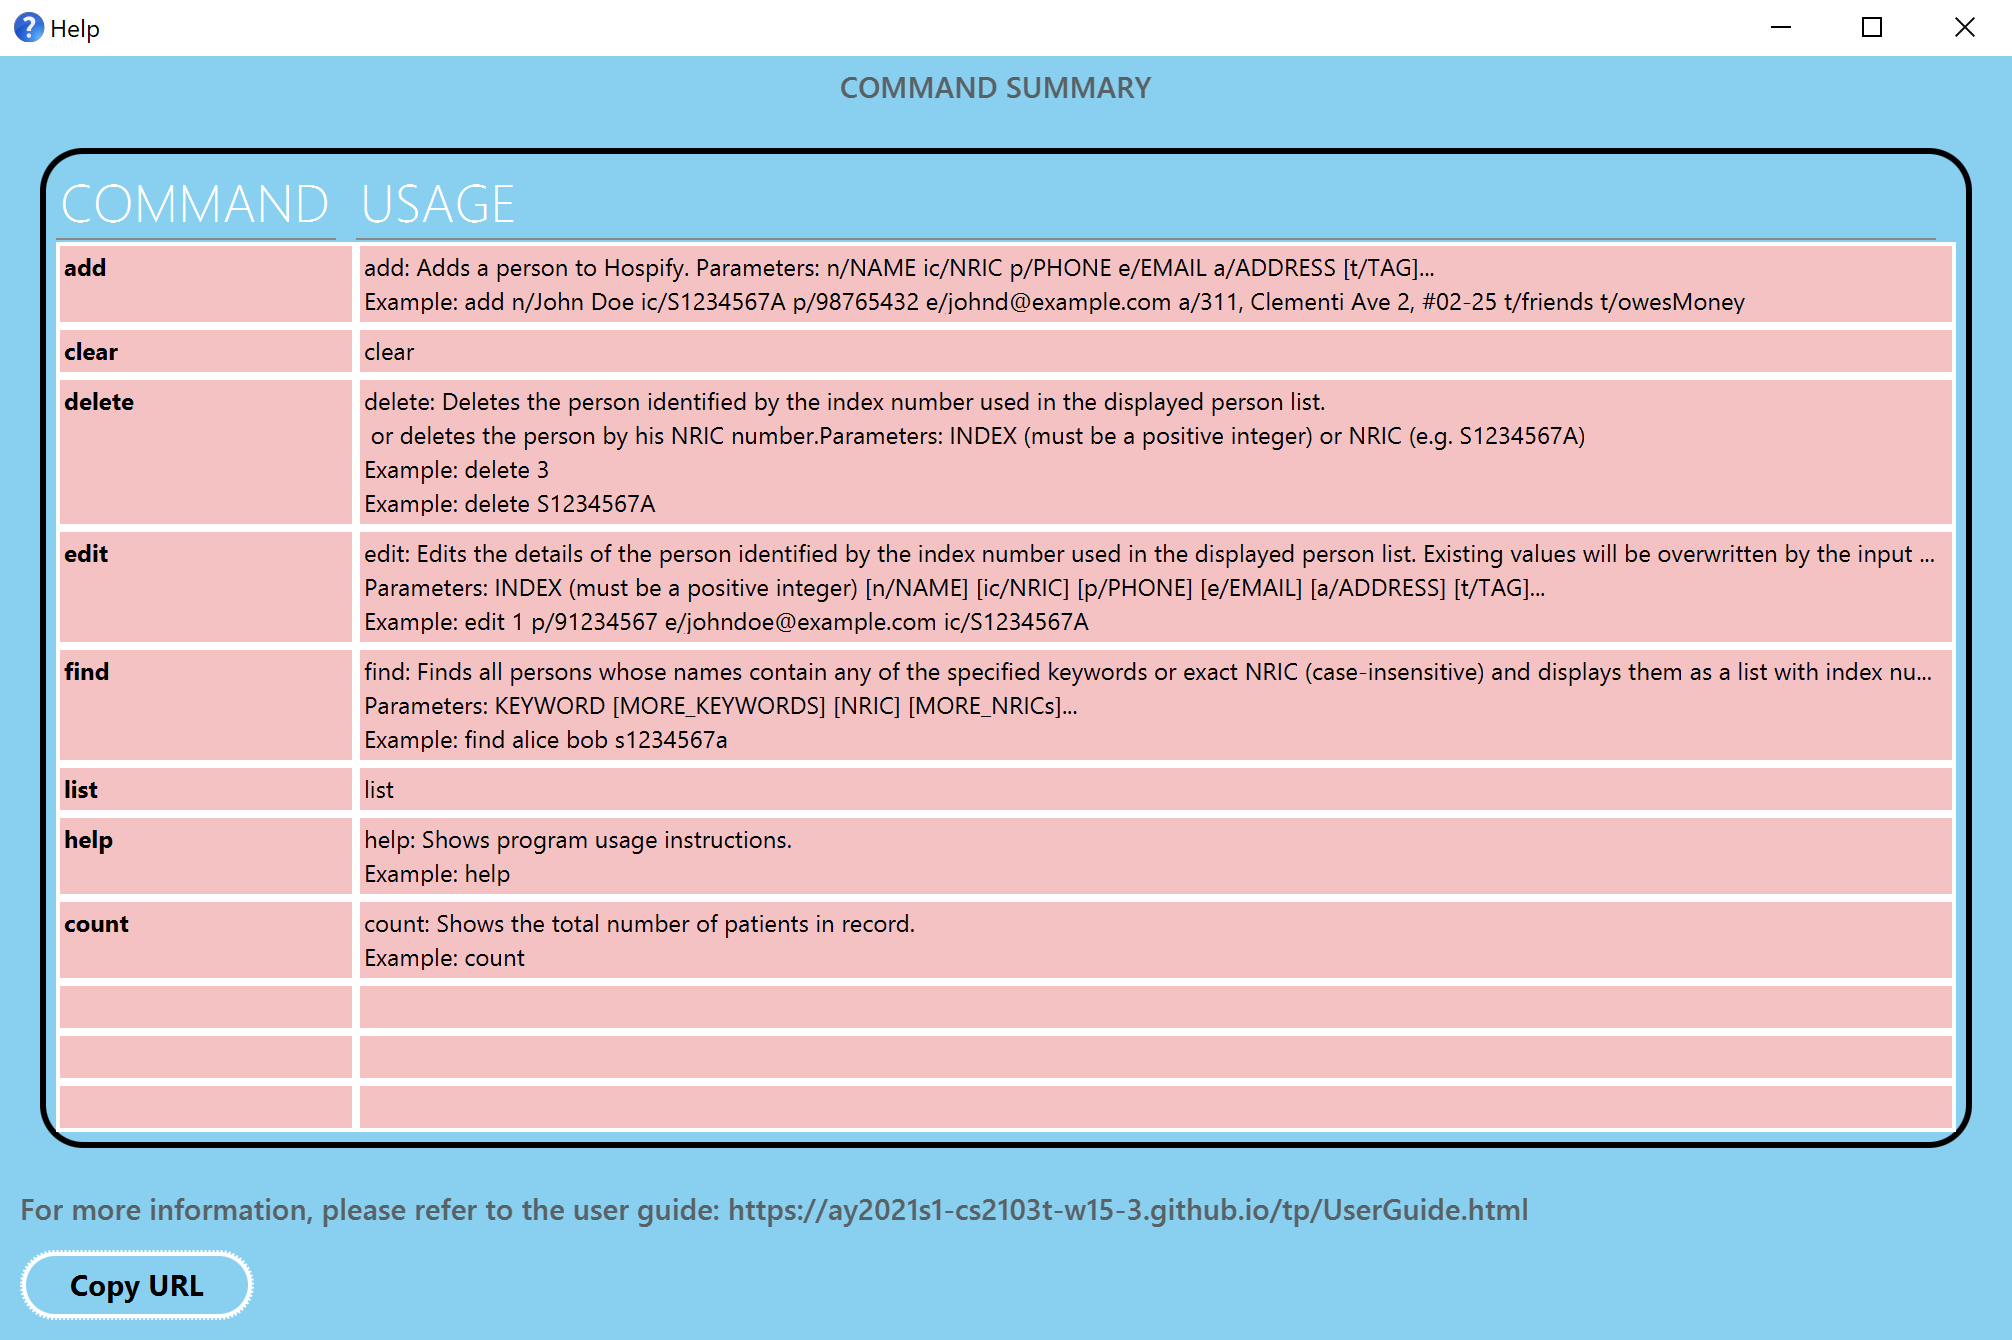 Help
COMMAND SUMMARY
COMMAND USAGE
add
add: Adds a person to Hospify. Parameters: n/NAME ic/NRIC p/PHONE e/EMAIL a/ADDRESS [t/TAG]...
Example: add n/John Doe ic/S1234567A p/98765432 e/johnd@example.com a/311, Clementi Ave 2, #02-25 t/friends t/owesMoney
clear
clear
delete
delete: Deletes the person identified by the index number used in the displayed person list.
or deletes the person by his NRIC number.Parameters: INDEX (must be a positive integer) or NRIC (e.g. S1234567A)
Example: delete 3
Example: delete S1234567A
edit
edit: Edits the details of the person identified by the index number used in the displayed person list. Existing values will be overwritten by the input ...
Parameters: INDEX (must be a positive integer) [n/NAME] [ic/NRIC] [p/PHONE] [e/EMAIL] [a/ADDRESS] [t/TAG]...
Example: edit 1 p/91234567 e/johndoe@example.com ic/S1234567A
find
find: Finds all persons whose names contain any of the specified keywords or exact NRIC (case-insensitive) and displays them as a list with index nu...
Parameters: KEYWORD [MORE_KEYWORDS] [NRIC] [MORE_NRICs]...
Example: find alice bob s1234567a
list
list
help
help: Shows program usage instructions.
Example: help
count
count: Shows the total number of patients in record.
Example: count
For more information, please refer to the user guide: https://ay2021s1-cs2103t-w15-3.github.io/tp/UserGuide.html
Copy URL